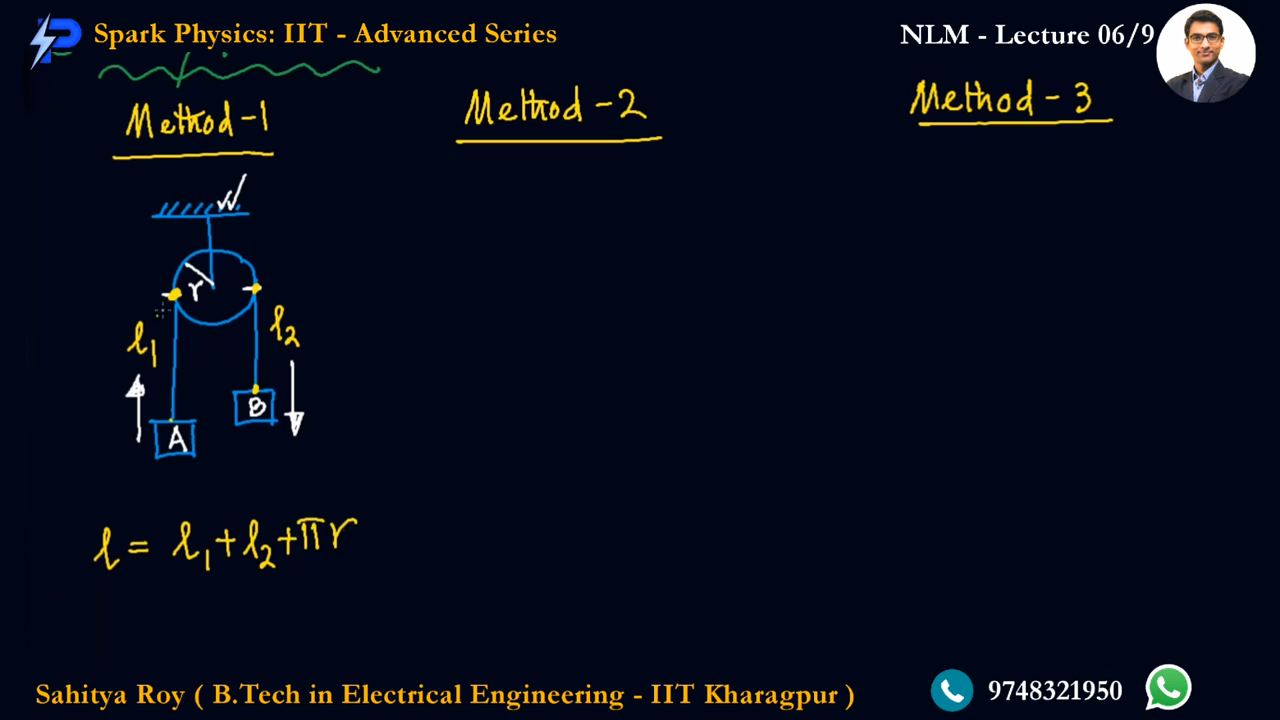 Spark Physics: IIT - Advanced Series
NLM - Lecture 06/9
Method-1
Method-2
Method-3
r
l₁
l₂
B
A
l = l₁+l₂+πr
Sahitya Roy ( B.Tech in Electrical Engineering - IIT Kharagpur )
9748321950